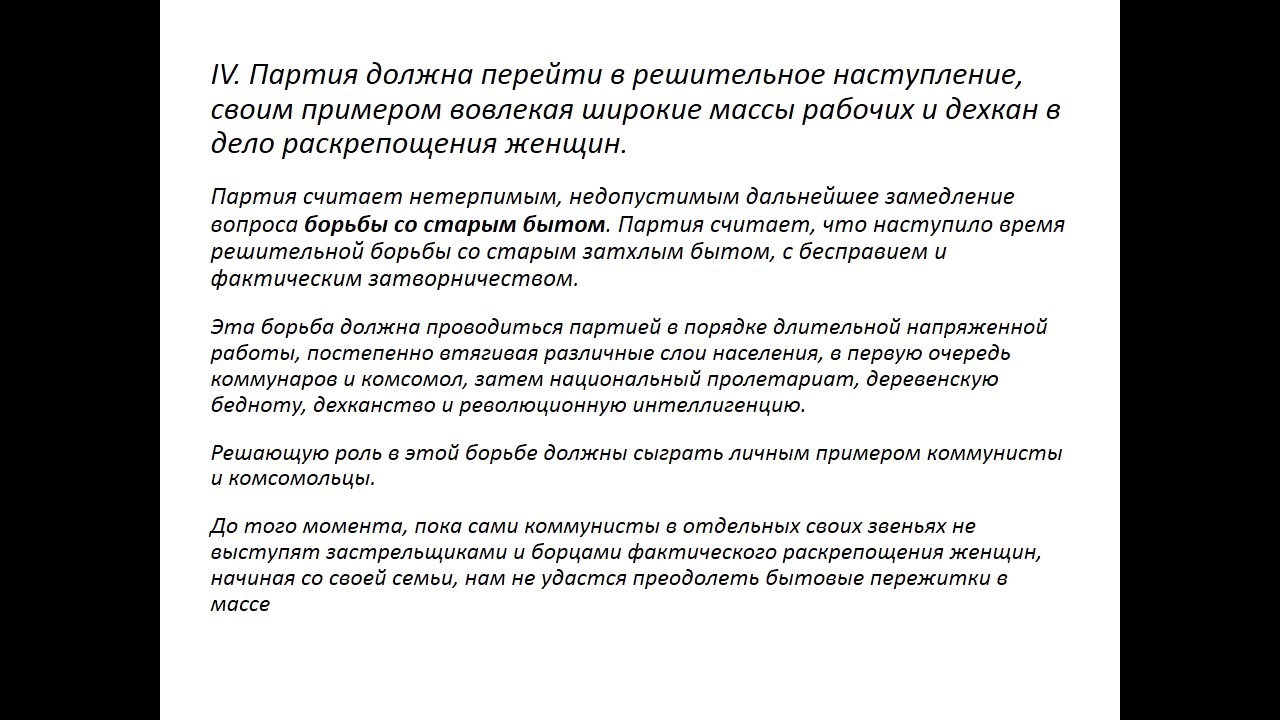 IV. Партия должна перейти в решительное наступление,
своим примером вовлекая широкие массы рабочих и дехкан в
дело раскрепощения женщин.
Партия считает нетерпимым, недопустимым дальнейшее замедление
вопроса борьбы со старым бытом. Партия считает, что наступило время
решительной борьбы со старым затхлым бытом, с бесправием и
фактическим затворничеством.
Эта борьба должна проводиться партией в порядке длительной напряженной
работы, постепенно втягивая различные слои населения, в первую очередь
коммунаров и комсомол, затем национальный пролетариат, деревенскую
бедноту, дехканство и революционную интеллигенцию.
Решающую роль в этой борьбе должны сыграть личным примером коммунисты
и комсомольцы.
До того момента, пока сами коммунисты в отдельных своих звеньях не
выступят застрельщиками и борцами фактического раскрепощения женщин,
начиная со своей семьи, нам не удастся преодолеть бытовые пережитки в
массе